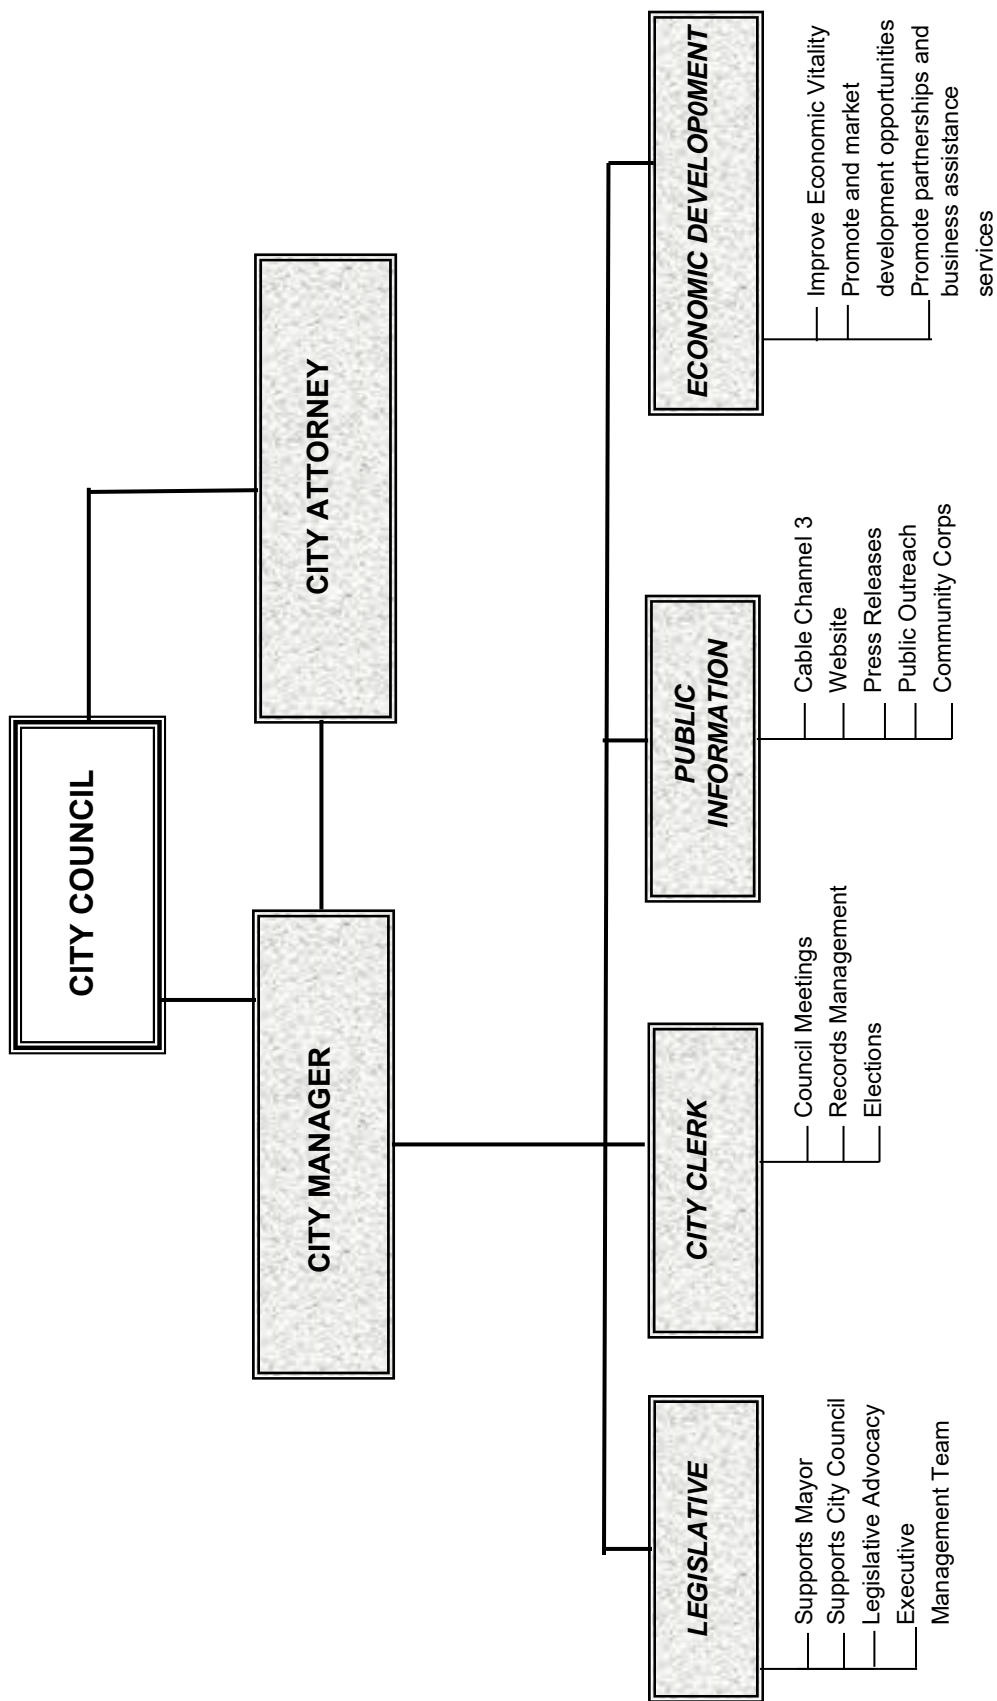 CITY COUNCIL
CITY MANAGER
CITY ATTORNEY
LEGISLATIVE
Supports Mayor
Supports City Council
Legislative Advocacy
Executive
Management Team
CITY CLERK
Council Meetings
Records Management
Elections
PUBLIC
INFORMATION
Cable Channel 3
Website
Press Releases
Public Outreach
Community Corps
ECONOMIC DEVELOP0MENT
Improve Economic Vitality
Promote and market
development opportunities
Promote partnerships and
business assistance
services